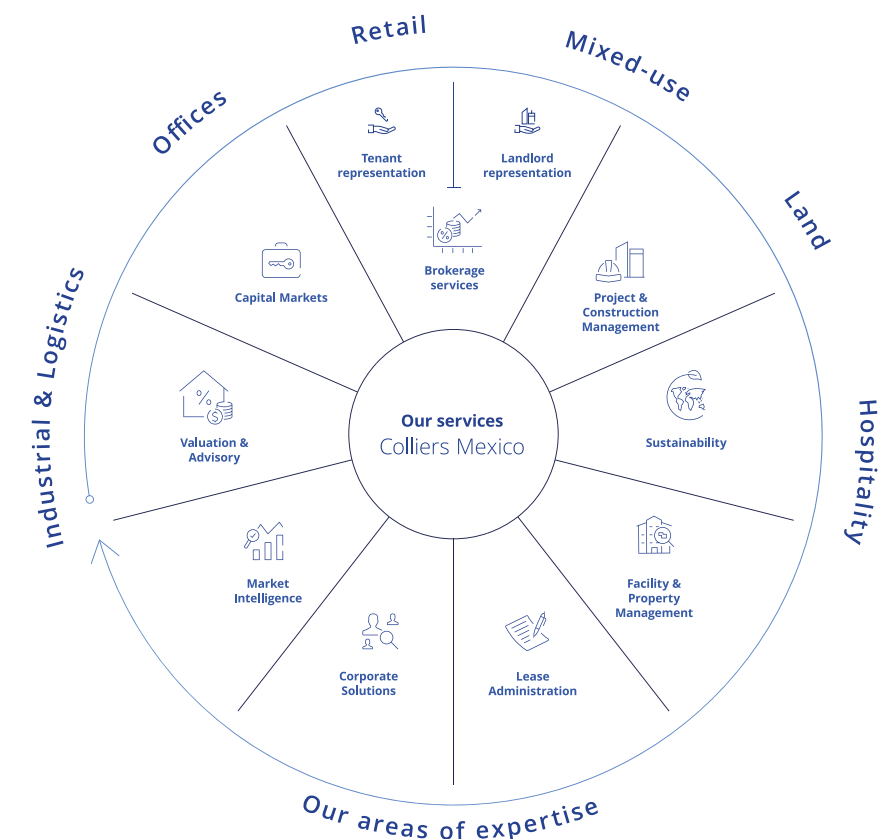 Retail
Mixed-use
Offices
Land
Industrial & Logistics
Hospitality
Tenant
representation
Landlord
representation
Brokerage
services
Capital Markets
Project &
Construction
Management
Valuation &
Advisory
Our services
Colliers Mexico
Sustainability
Market
Intelligence
Facility &
Property
Management
Corporate
Solutions
Lease
Administration
Our areas of expertise